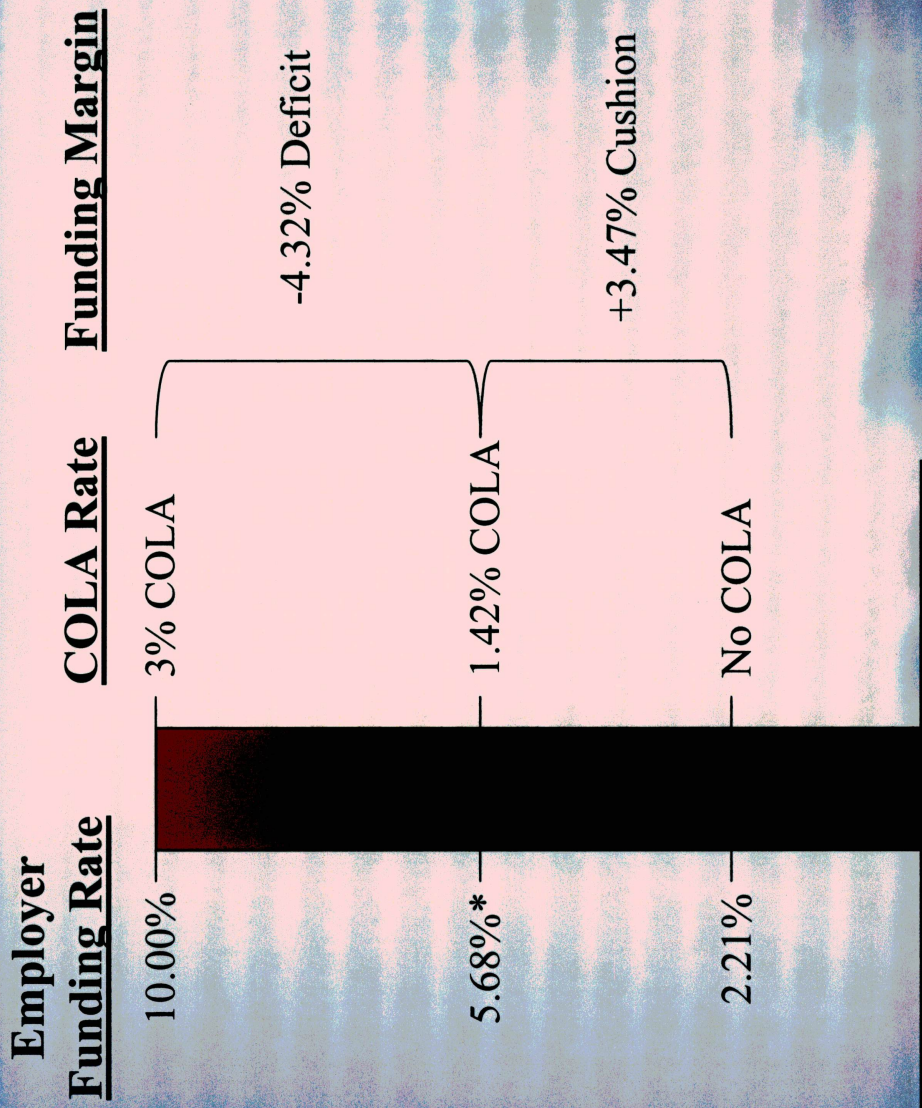 Employer
Funding Rate COLA Rate Funding Margin
10.00% 3% COLA
-4.32% Deficit
5.68%* 1.42% COLA
+3.47% Cushion
2.21% No COLA